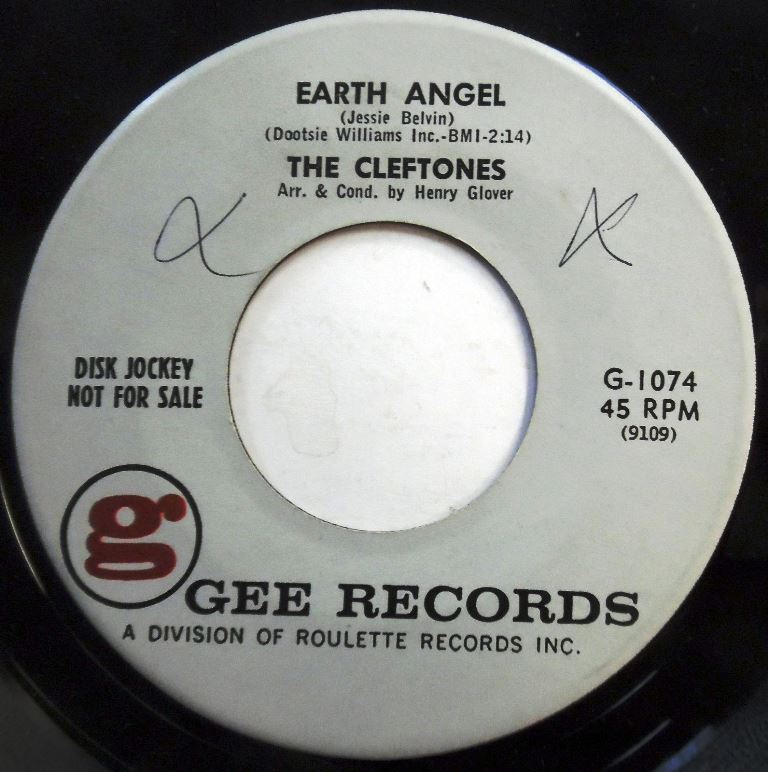 EARTH ANGEL
(Jessie Belvin)
(Dootsie Williams Inc.-BMI-2:14)
THE CLEFTONES
Arr. & Cond. by Henry Glover
DISK JOCKEY
NOT FOR SALE
G-1074
45 RPM
(9109)
g
GEE RECORDS
A DIVISION OF ROULETTE RECORDS INC.